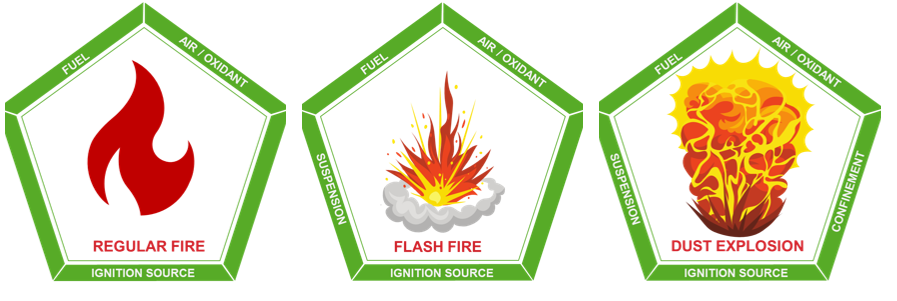 FUEL
AIR / OXIDANT
REGULAR FIRE
IGNITION SOURCE
FUEL
AIR / OXIDANT
SUSPENSION
FLASH FIRE
IGNITION SOURCE
FUEL
AIR / OXIDANT
SUSPENSION
CONFINEMENT
DUST EXPLOSION
IGNITION SOURCE